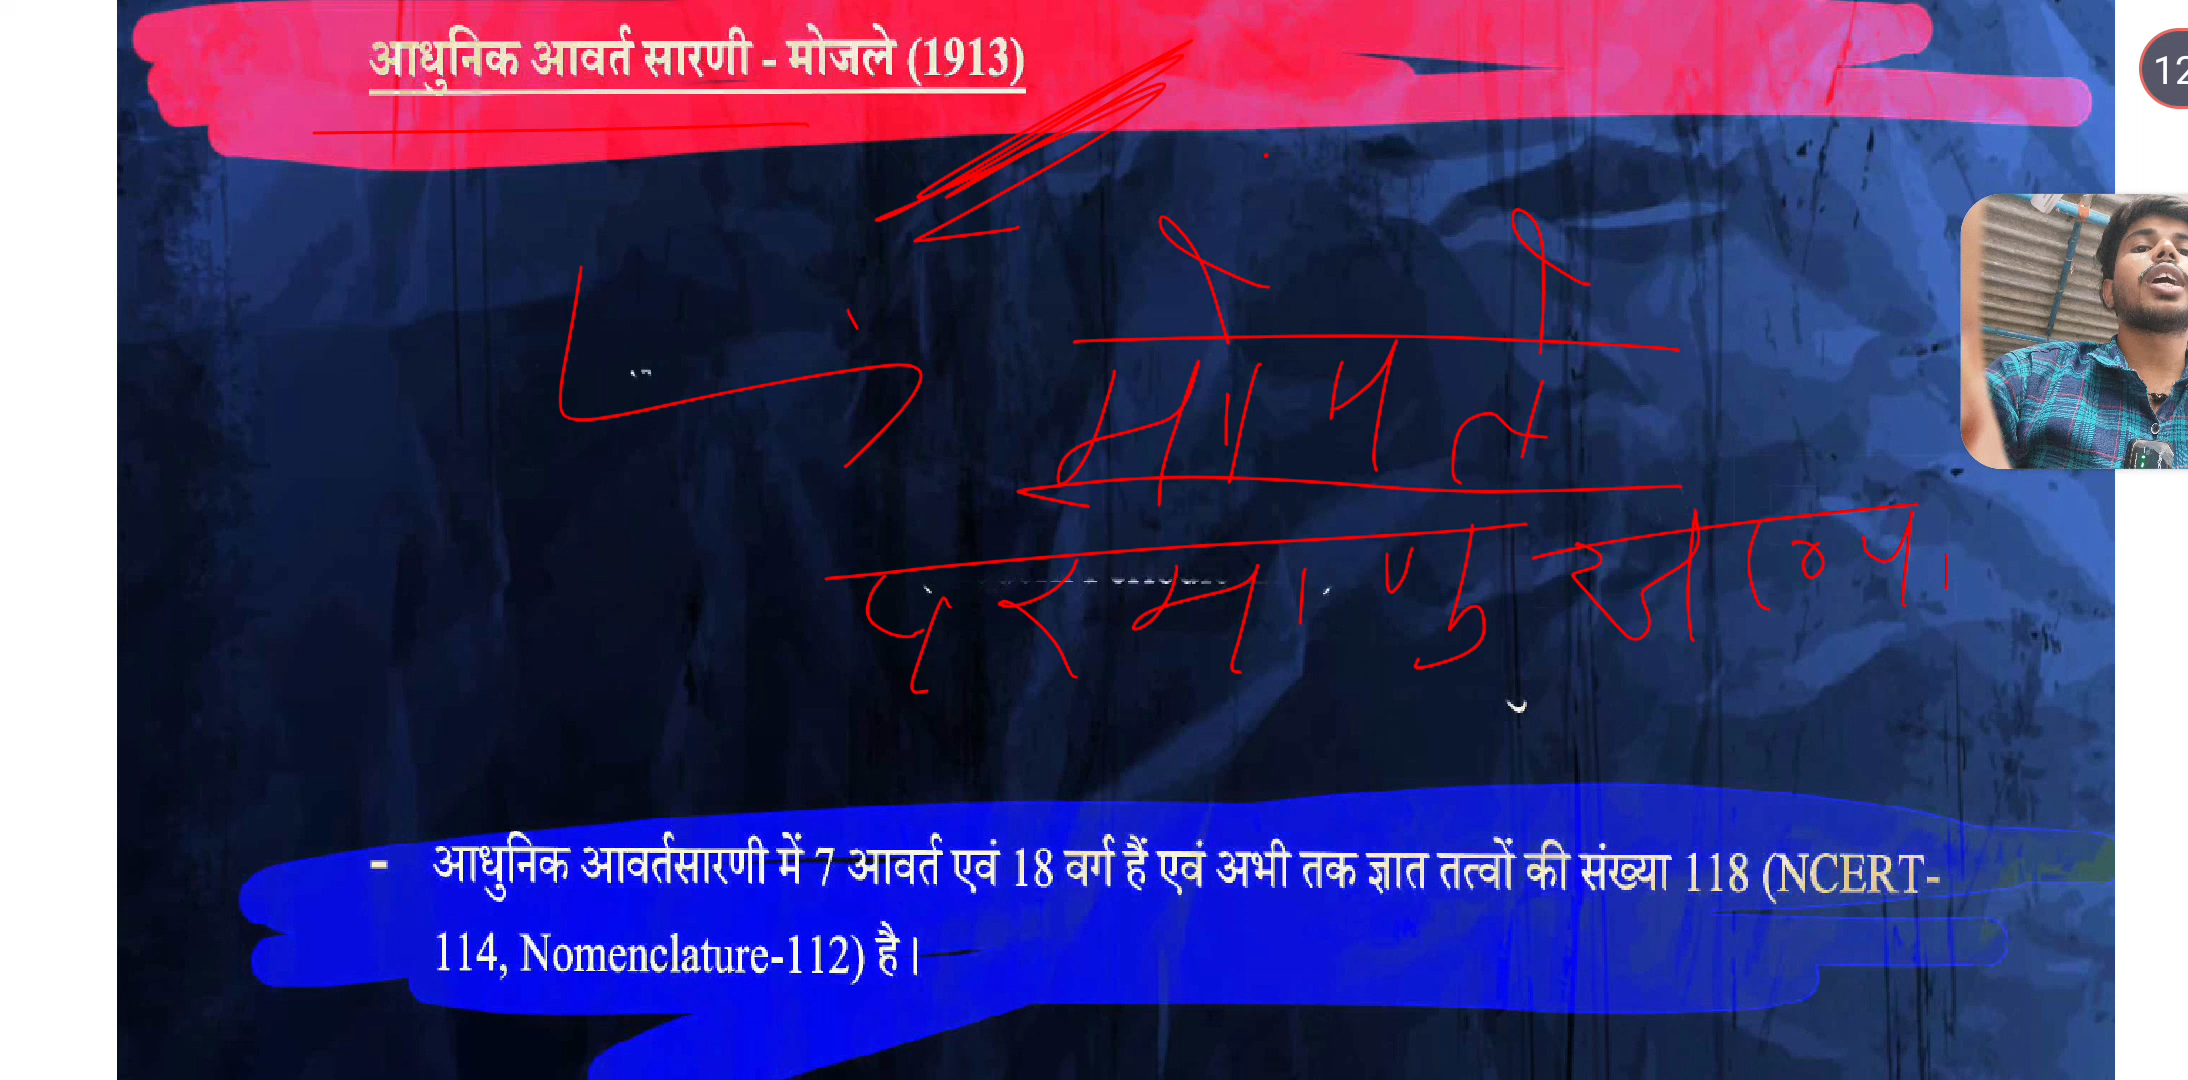 आधुनिक आवर्त सारणी - मोजले (1913)
12
परमाणु संख्या
- आधुनिक आवर्तसारणी में 7 आवर्त एवं 18 वर्ग हैं एवं अभी तक ज्ञात तत्वों की संख्या 118 (NCERT-
114, Nomenclature-112) है।